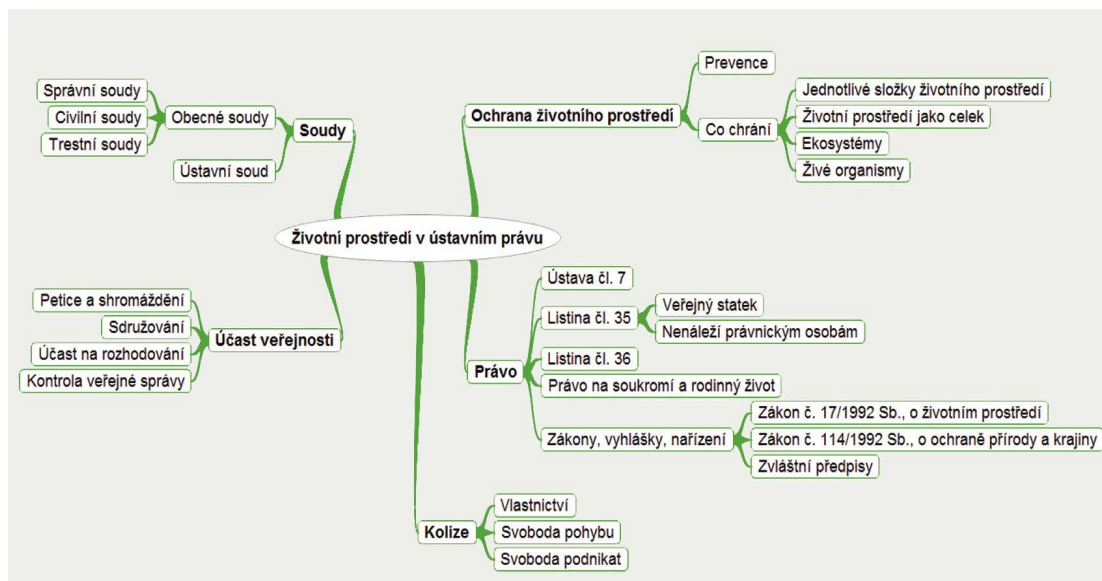 Životní prostředí v ústavním právu
Soudy
Obecné soudy
Správní soudy
Civilní soudy
Trestní soudy
Ústavní soud
Účast veřejnosti
Petice a shromáždění
Sdružování
Účast na rozhodování
Kontrola veřejné správy
Ochrana životního prostředí
Prevence
Co chrání
Jednotlivé složky životního prostředí
Životní prostředí jako celek
Ekosystémy
Živé organismy
Právo
Ústava čl. 7
Listina čl. 35
Veřejný statek
Nenáleží právnickým osobám
Listina čl. 36
Právo na soukromí a rodinný život
Zákony, vyhlášky, nařízení
Zákon č. 17/1992 Sb., o životním prostředí
Zákon č. 114/1992 Sb., o ochraně přírody a krajiny
Zvláštní předpisy
Kolize
Vlastnictví
Svoboda pohybu
Svoboda podnikat